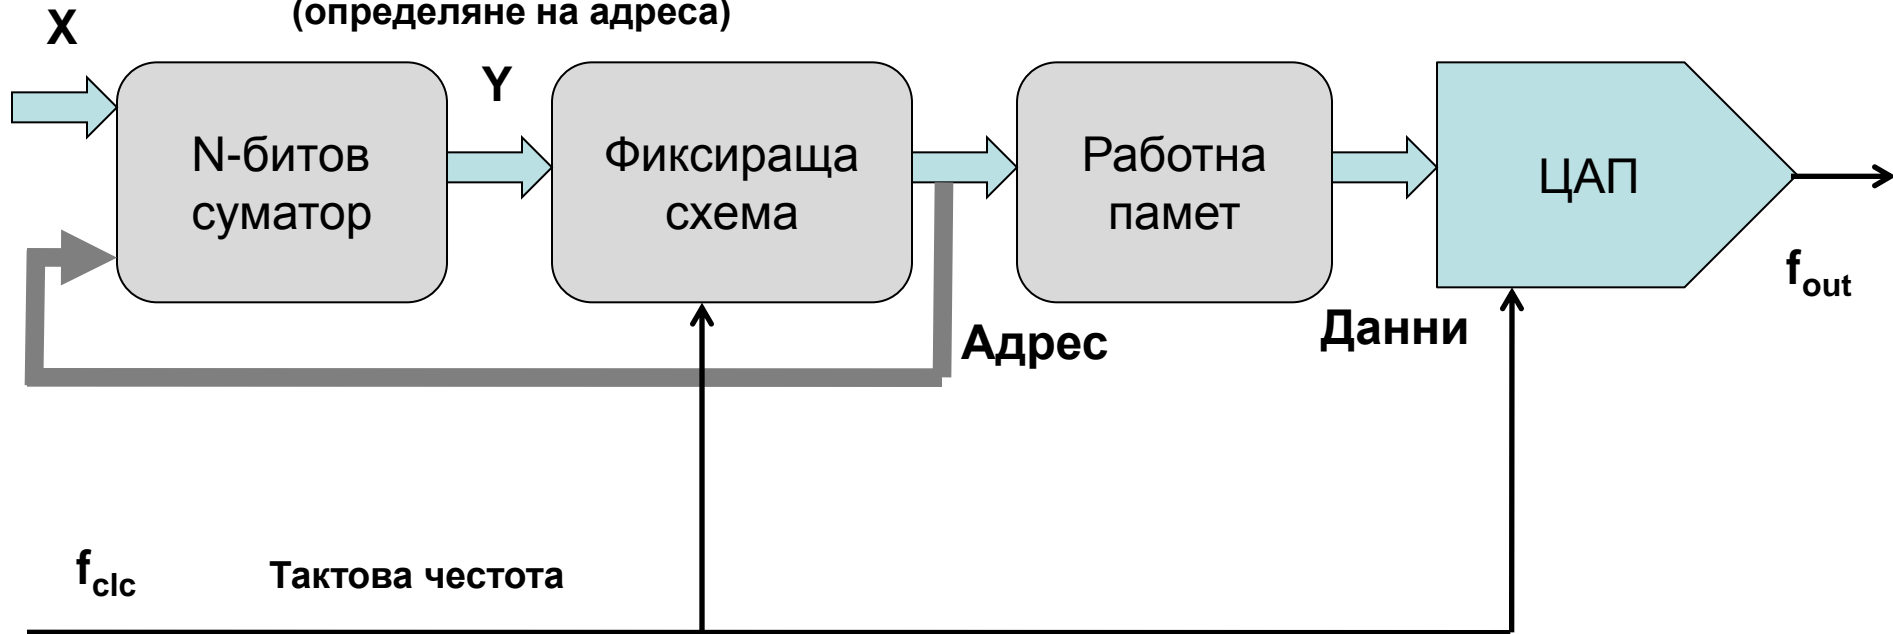 (определяне на адреса)
X
Y
N-битов
суматор
Фиксираща
схема
Работна
памет
ЦАП
f_out
Адрес
Данни
f_clc
Тактова честота